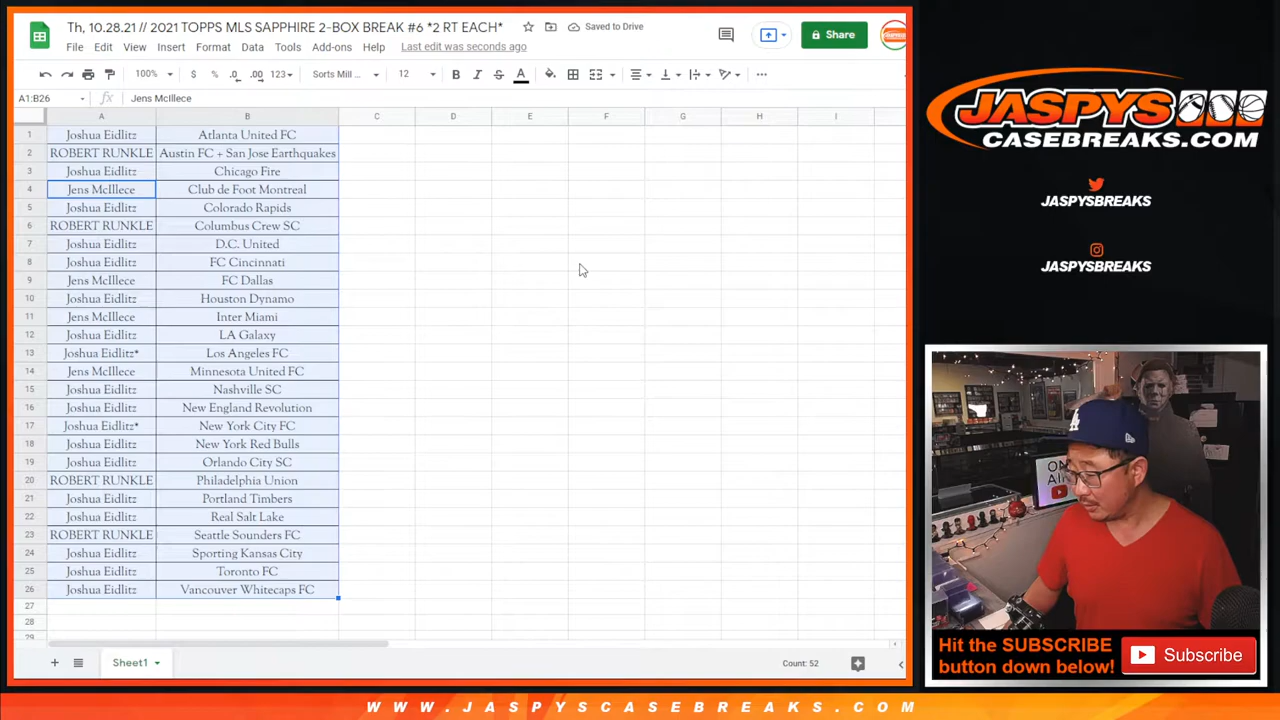 Th, 10.28.21 // 2021 TOPPS MLS SAPPHIRE 2-BOX BREAK #6 *2 RT EACH*
Saved to Drive
File Edit View Insert Format Data Tools Add-ons Help Last edit was seconds ago
Share
100% $ % .0 .00 123 Sorts Mill ... 12 B I S A
A1:B26 fx Jens McIllece
A B C D E F G H I
1 Joshua Eidlitz Atlanta United FC
2 ROBERT RUNKLE Austin FC + San Jose Earthquakes
3 Joshua Eidlitz Chicago Fire
4 Jens McIllece Club de Foot Montreal
5 Joshua Eidlitz Colorado Rapids
6 ROBERT RUNKLE Columbus Crew SC
7 Joshua Eidlitz D.C. United
8 Joshua Eidlitz FC Cincinnati
9 Jens McIllece FC Dallas
10 Joshua Eidlitz Houston Dynamo
11 Jens McIllece Inter Miami
12 Joshua Eidlitz LA Galaxy
13 Joshua Eidlitz* Los Angeles FC
14 Jens McIllece Minnesota United FC
15 Joshua Eidlitz Nashville SC
16 Joshua Eidlitz New England Revolution
17 Joshua Eidlitz* New York City FC
18 Joshua Eidlitz New York Red Bulls
19 Joshua Eidlitz Orlando City SC
20 ROBERT RUNKLE Philadelphia Union
21 Joshua Eidlitz Portland Timbers
22 Joshua Eidlitz Real Salt Lake
23 ROBERT RUNKLE Seattle Sounders FC
24 Joshua Eidlitz Sporting Kansas City
25 Joshua Eidlitz Toronto FC
26 Joshua Eidlitz Vancouver Whitecaps FC
27
28
29
Sheet1
Count: 52
JASPYS
CASEBREAKS.COM
JASPYSBREAKS
JASPYSBREAKS
ON
AIR
Hit the SUBSCRIBE
button down below!
Subscribe
WWW.JASPYSCASEBREAKS.COM